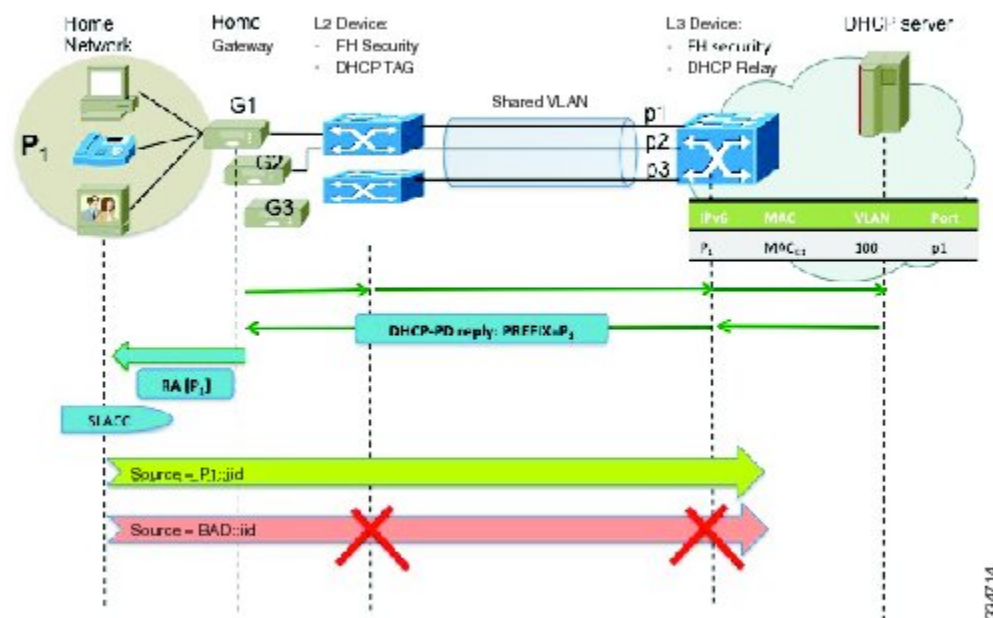 Home
Network
Home
Gateway
L2 Device:
- FH Security
- DHCP TAG
L3 Device:
- FH security
- DHCP Relay
DHCP server
P1
G1
G2
G3
Shared VLAN
p1
p2
p3
IPv6 MAC VLAN Port
P1 MAC 100 p1
DHCP-PD reply: PREFIX=P1
RA [P1]
SLACC
Source = P1::iid
Source = BAD::iid